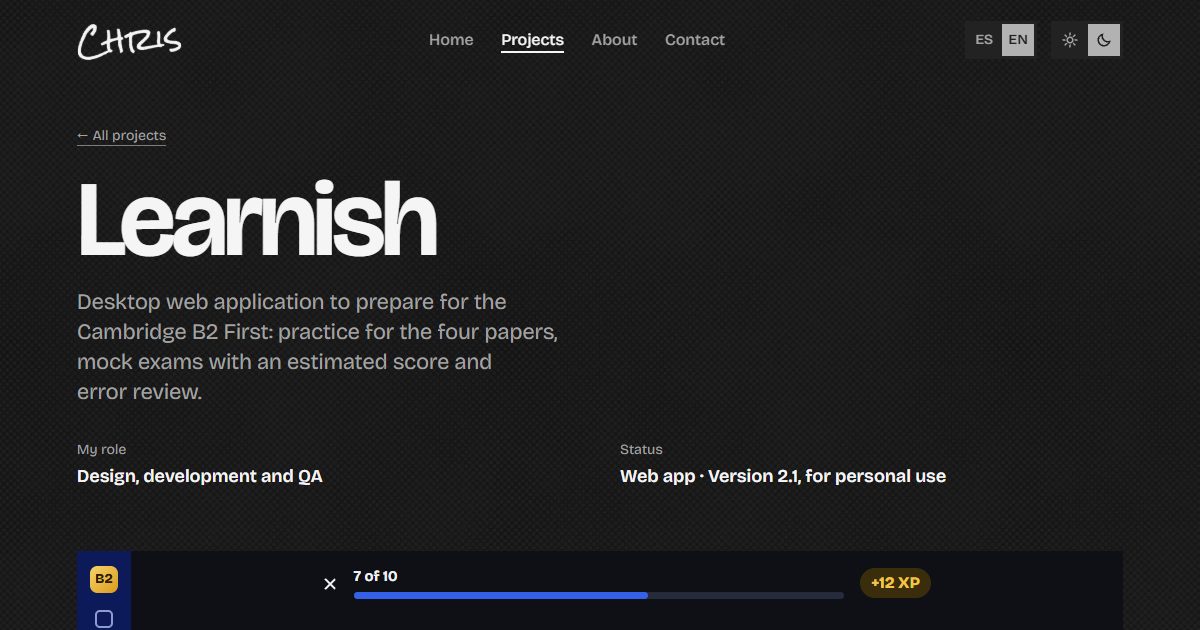 CHRIS
Home
Projects
About
Contact
ES
EN
← All projects
Learnish
Desktop web application to prepare for the
Cambridge B2 First: practice for the four papers,
mock exams with an estimated score and
error review.
My role
Design, development and QA
Status
Web app · Version 2.1, for personal use
B2
7 of 10
+12 XP